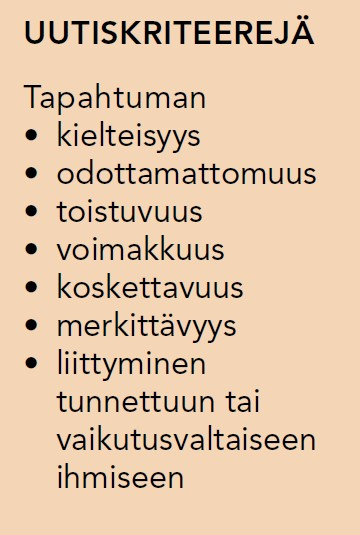 UUTISKRITEEREJÄ
Tapahtuman
• kielteisyys
• odottamattomuus
• toistuvuus
• voimakkuus
• koskettavuus
• merkittävyys
• liittyminen
tunnettuun tai
vaikutusvaltaiseen
ihmiseen